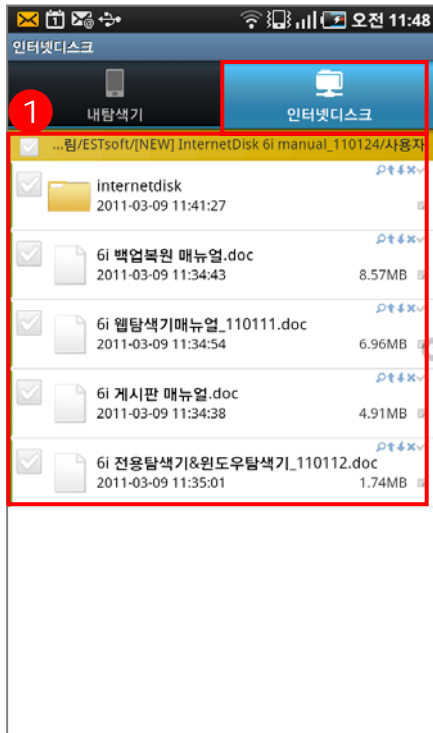 오전 11:48
인터넷디스크
내탐색기
인터넷디스크
1
...림/ESTsoft/[NEW] InternetDisk 6i manual_110124/사용자
internetdisk
2011-03-09 11:41:27
6i 백업복원 매뉴얼.doc
2011-03-09 11:34:43 8.57MB
6i 웹탐색기매뉴얼_110111.doc
2011-03-09 11:34:54 6.96MB
6i 게시판 매뉴얼.doc
2011-03-09 11:34:38 4.91MB
6i 전용탐색기&윈도우탐색기_110112.doc
2011-03-09 11:35:01 1.74MB